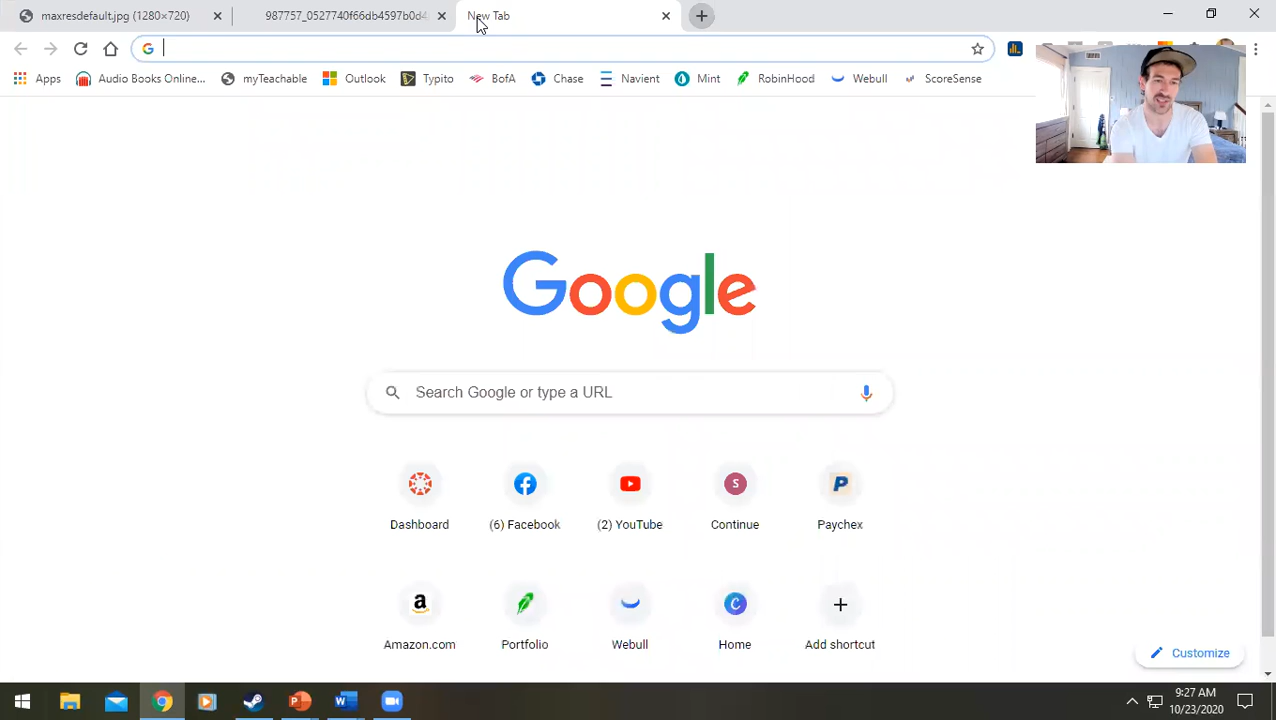 maxresdefault.jpg (1280×720)
987757_0527740f66db4597b0d4
New Tab
Apps
Audio Books Online...
myTeachable
Outlook
Typito
BofA
Chase
Navient
Mint
RobinHood
Webull
ScoreSense
Google
Search Google or type a URL
Dashboard
(6) Facebook
(2) YouTube
S
Continue
Paychex
Amazon.com
Portfolio
Webull
Home
Add shortcut
Customize
9:27 AM
10/23/2020